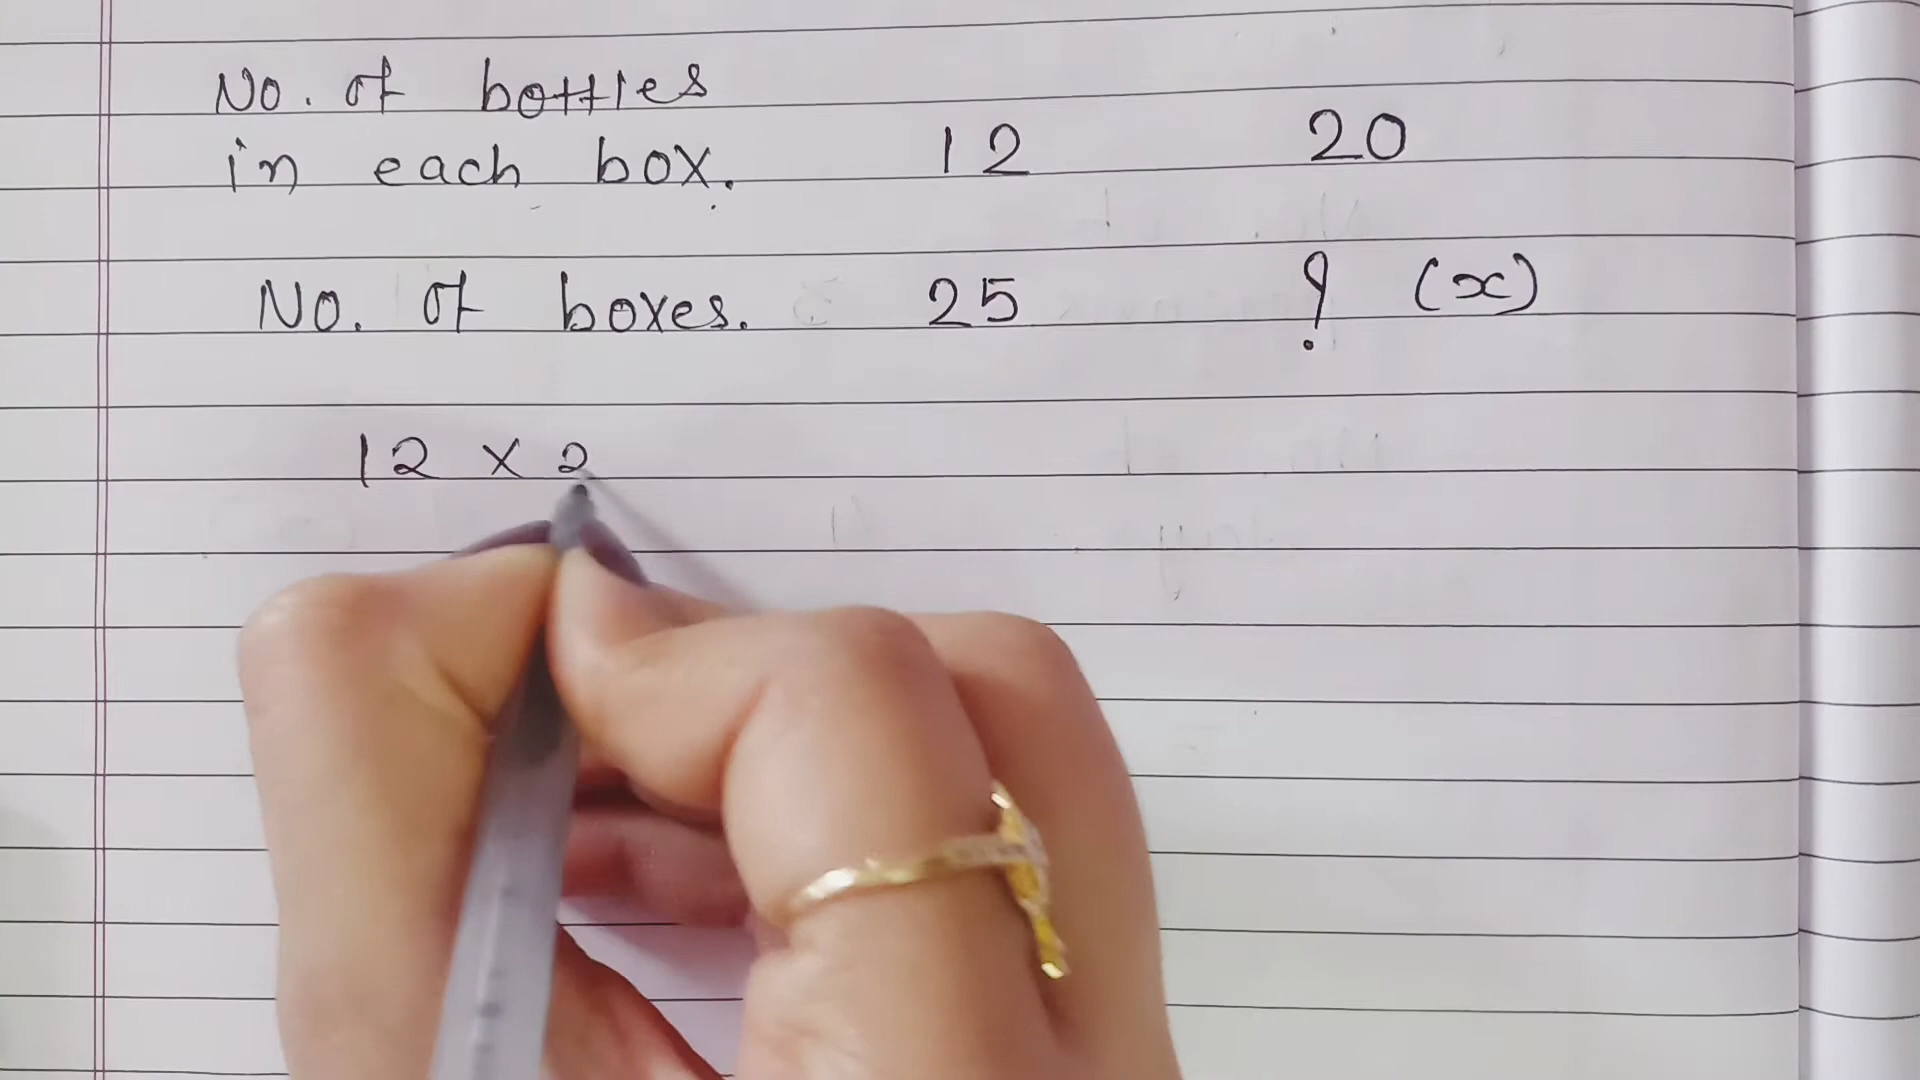 No. of bottles
in each box. 12 20
No. of boxes. 25 ? (x)
12 × 2